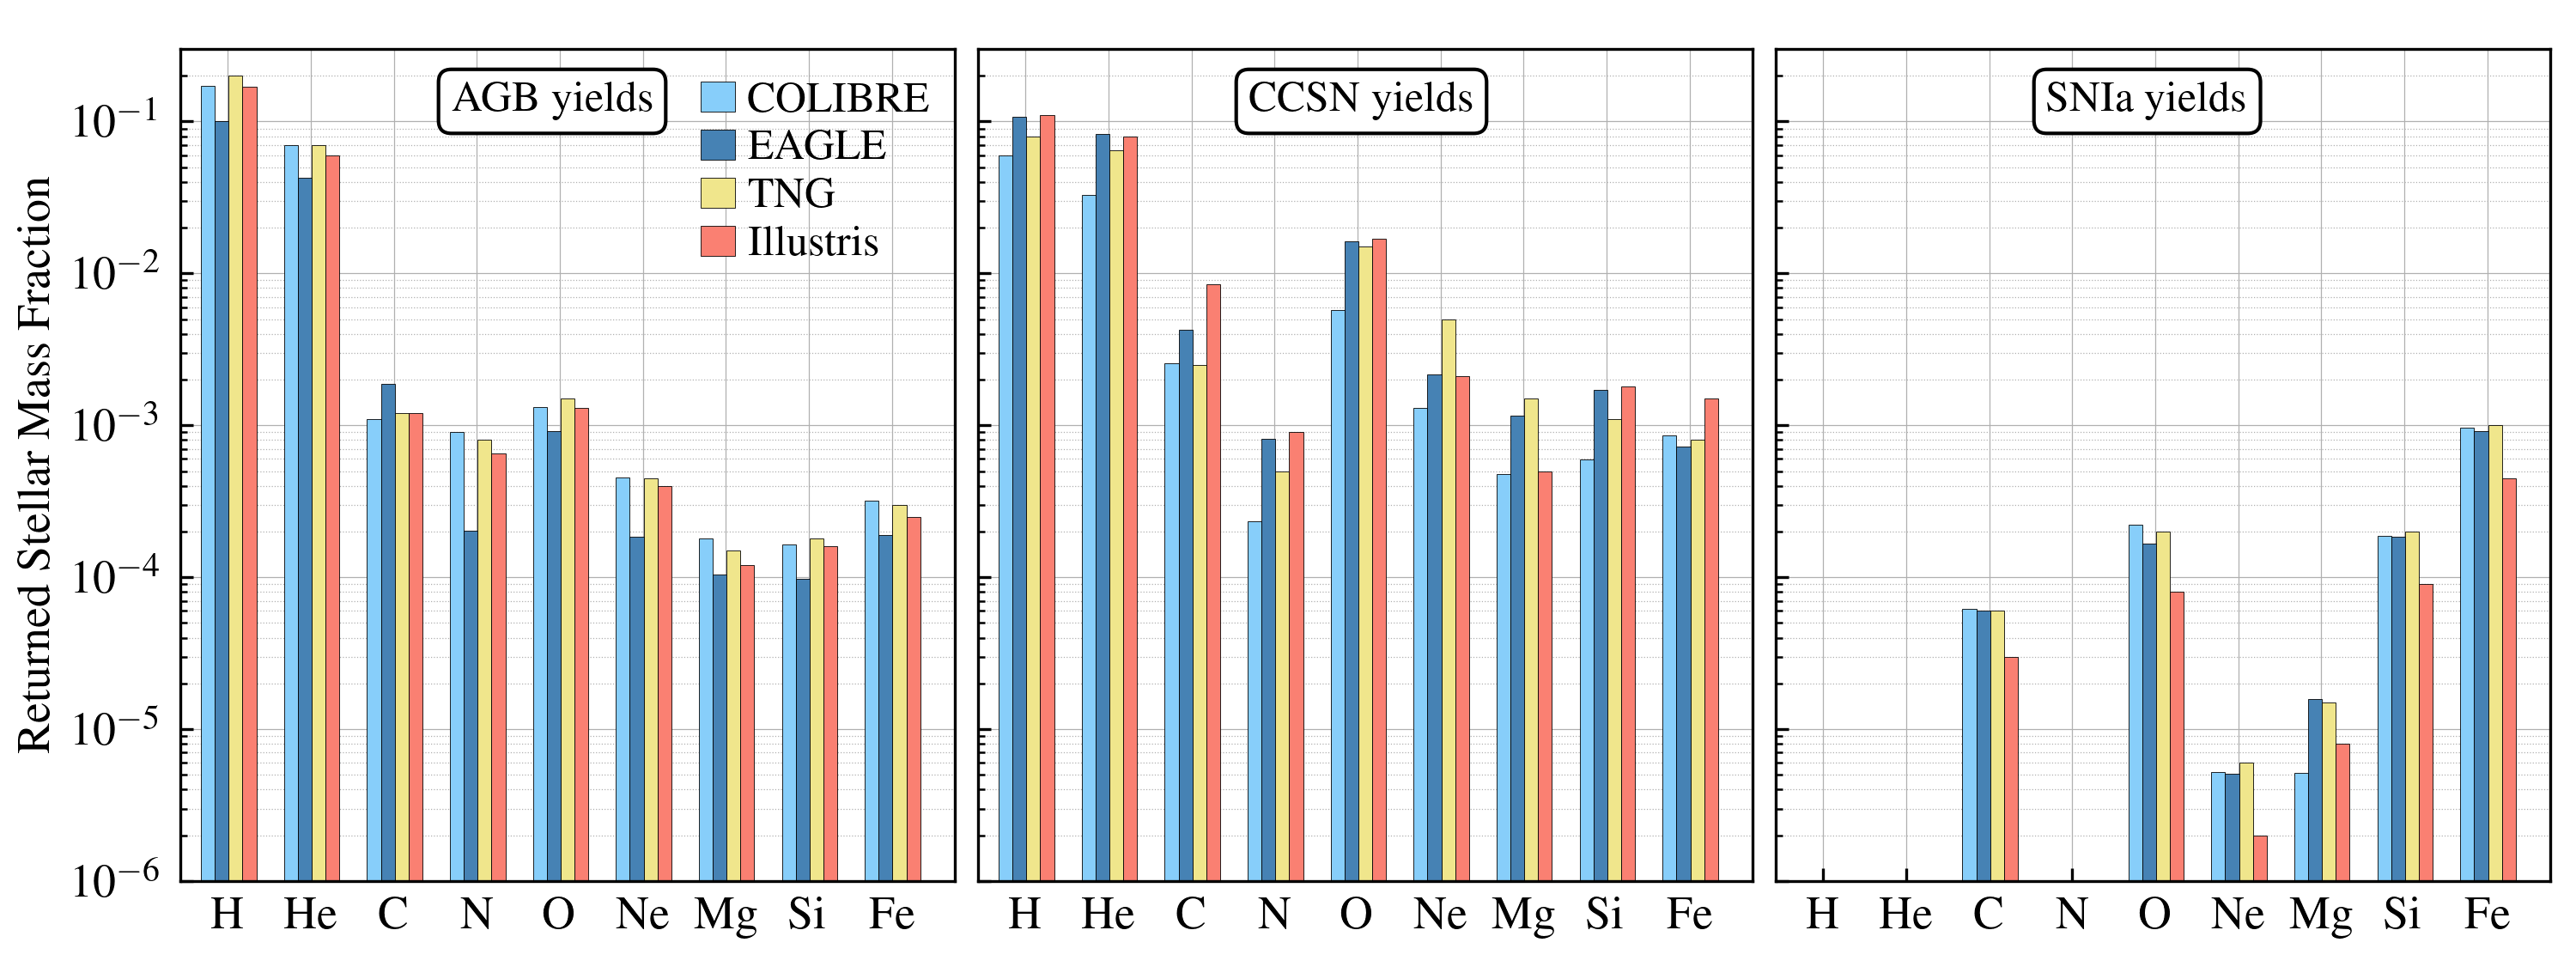 AGB yields
COLIBRE
EAGLE
TNG
Illustris
CCSN yields
SNIa yields
Returned Stellar Mass Fraction
10⁻¹
10⁻²
10⁻³
10⁻⁴
10⁻⁵
10⁻⁶
H He C N O Ne Mg Si Fe
H He C N O Ne Mg Si Fe
H He C N O Ne Mg Si Fe